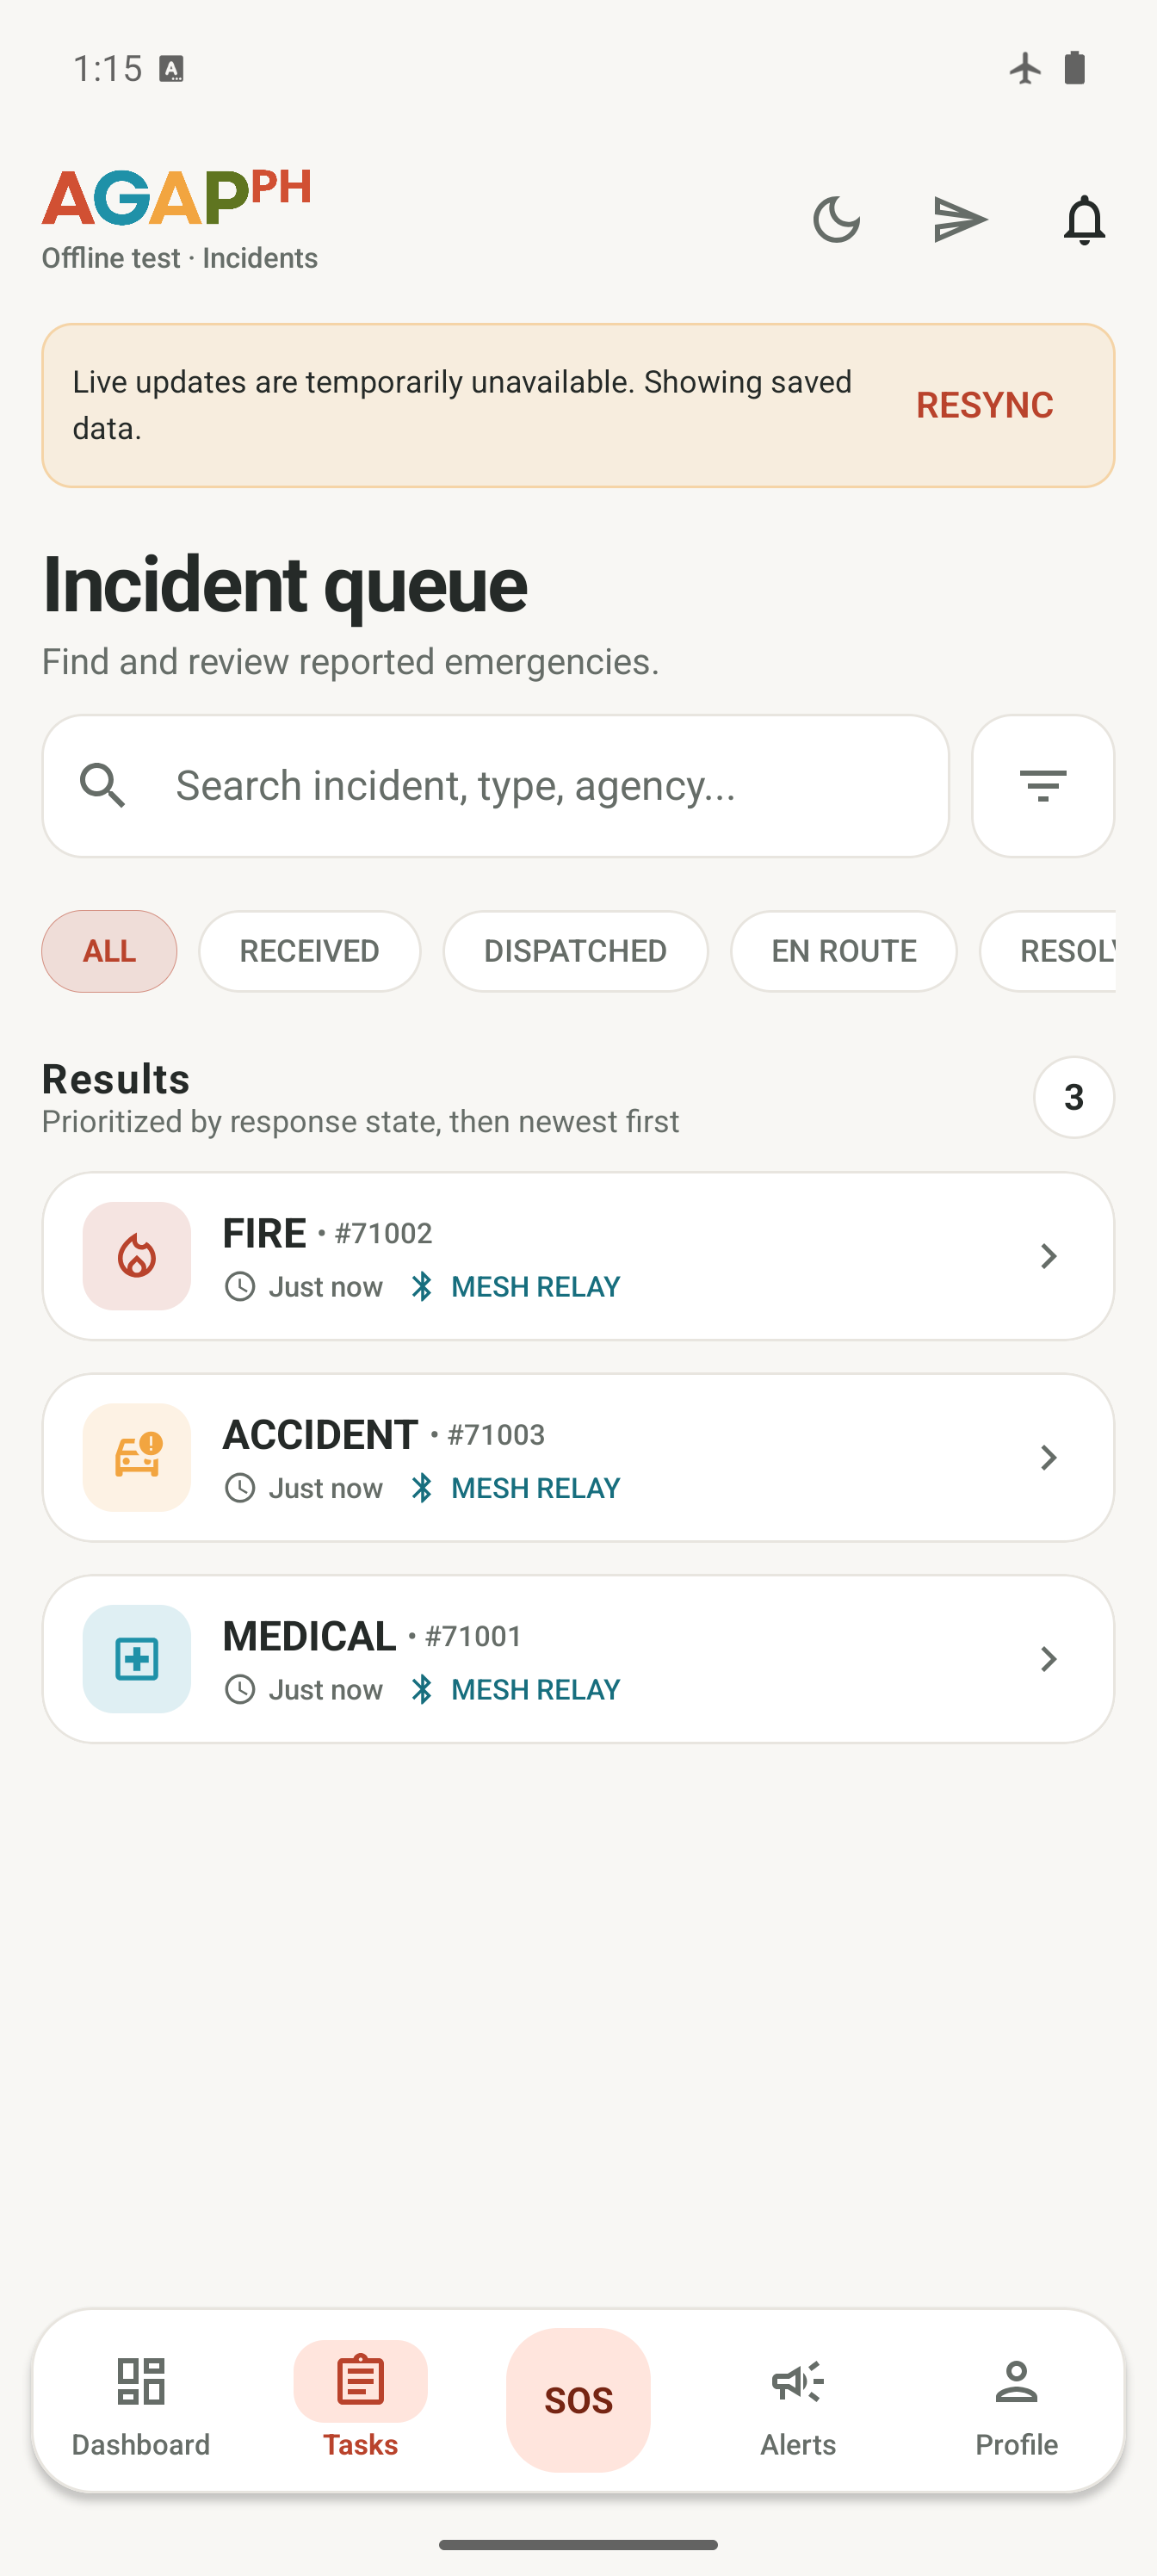 1:15
AGAPPH
Offline test · Incidents
Live updates are temporarily unavailable. Showing saved
data.
RESYNC
Incident queue
Find and review reported emergencies.
Search incident, type, agency...
ALL
RECEIVED
DISPATCHED
EN ROUTE
RESOLV
Results
Prioritized by response state, then newest first
3
FIRE • #71002
Just now MESH RELAY
ACCIDENT • #71003
Just now MESH RELAY
MEDICAL • #71001
Just now MESH RELAY
Dashboard
Tasks
SOS
Alerts
Profile